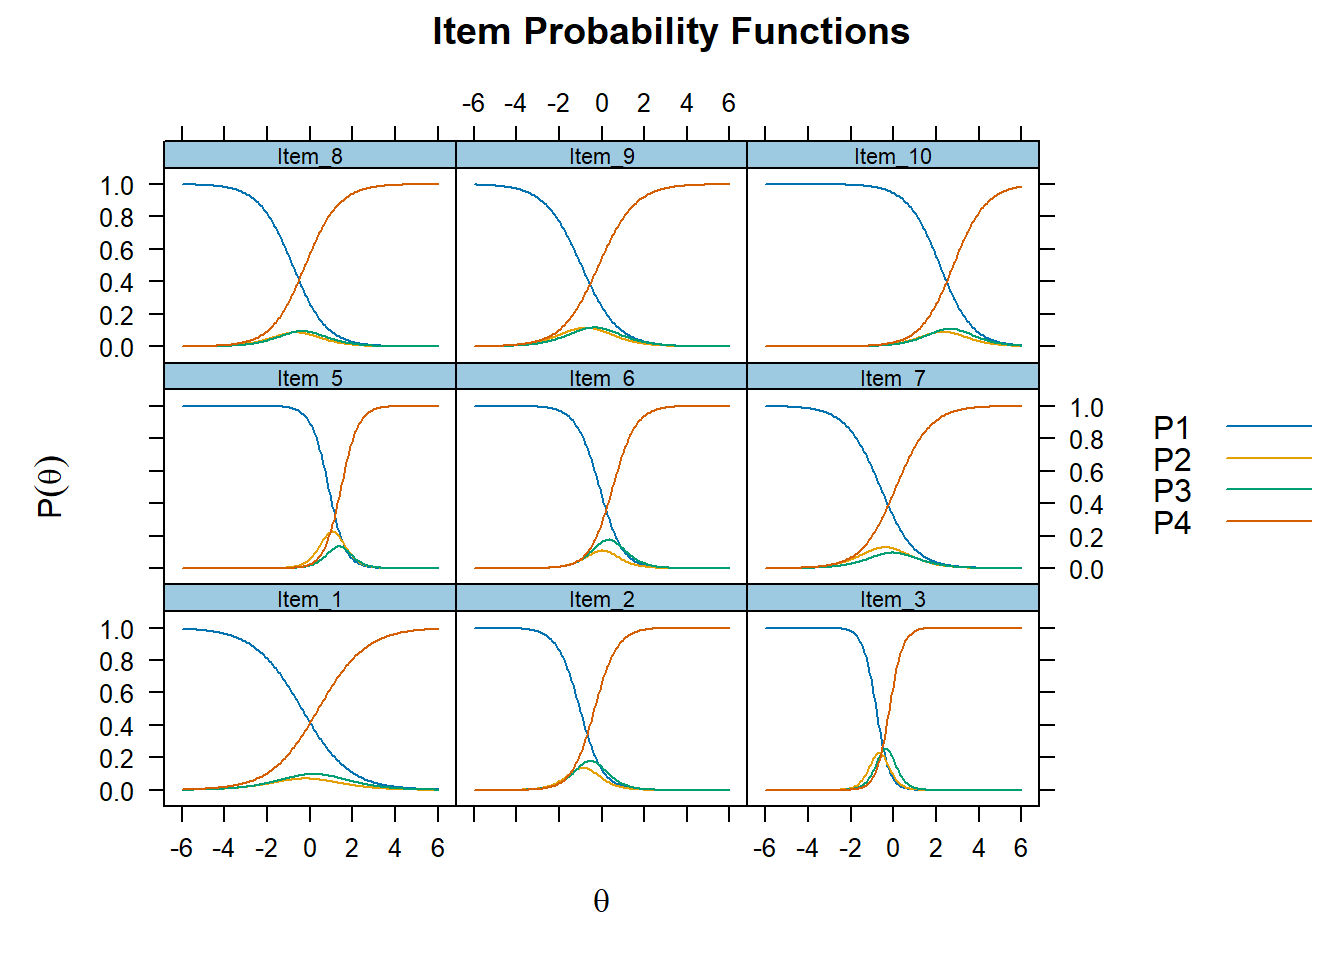 Item Probability Functions
-6 -4 -2 0 2 4 6
Item_8 Item_9 Item_10
1.0
0.8
0.6
0.4
0.2
0.0
Item_5 Item_6 Item_7
1.0
0.8
0.6
0.4
0.2
0.0
P(θ)
P1
P2
P3
P4
Item_1 Item_2 Item_3
1.0
0.8
0.6
0.4
0.2
0.0
-6 -4 -2 0 2 4 6 -6 -4 -2 0 2 4 6
θ